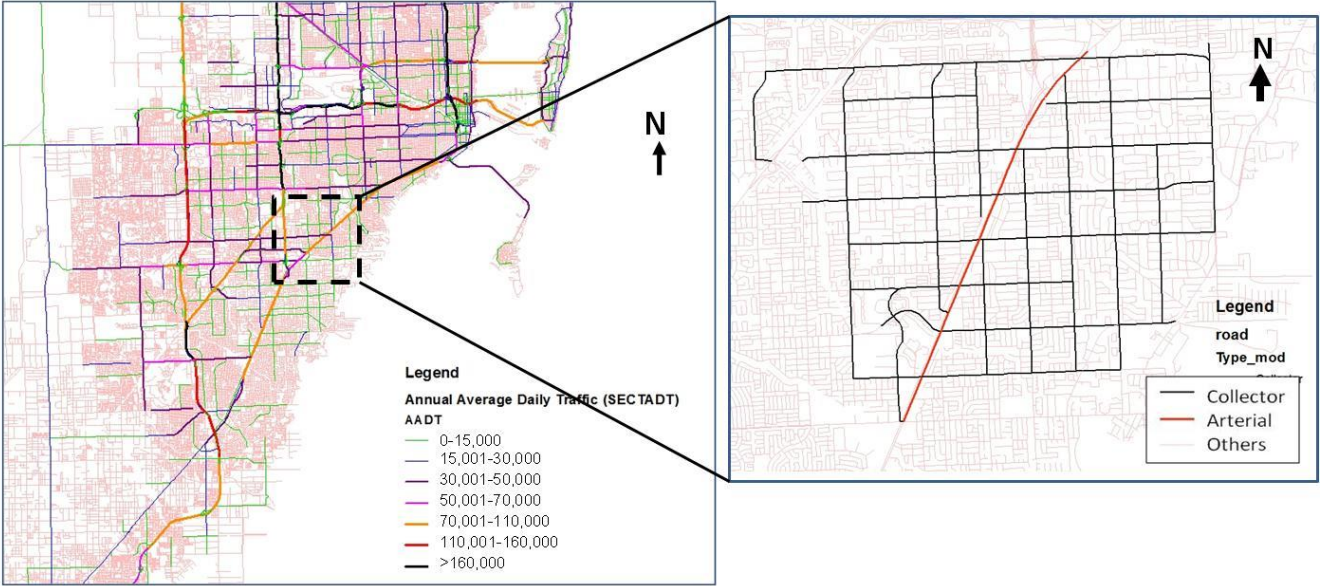 N
Legend
Annual Average Daily Traffic (SECTADT)
AADT
0-15,000
15,001-30,000
30,001-50,000
50,001-70,000
70,001-110,000
110,001-160,000
>160,000
N
Legend
road
Type_mod
Collector
Arterial
Others